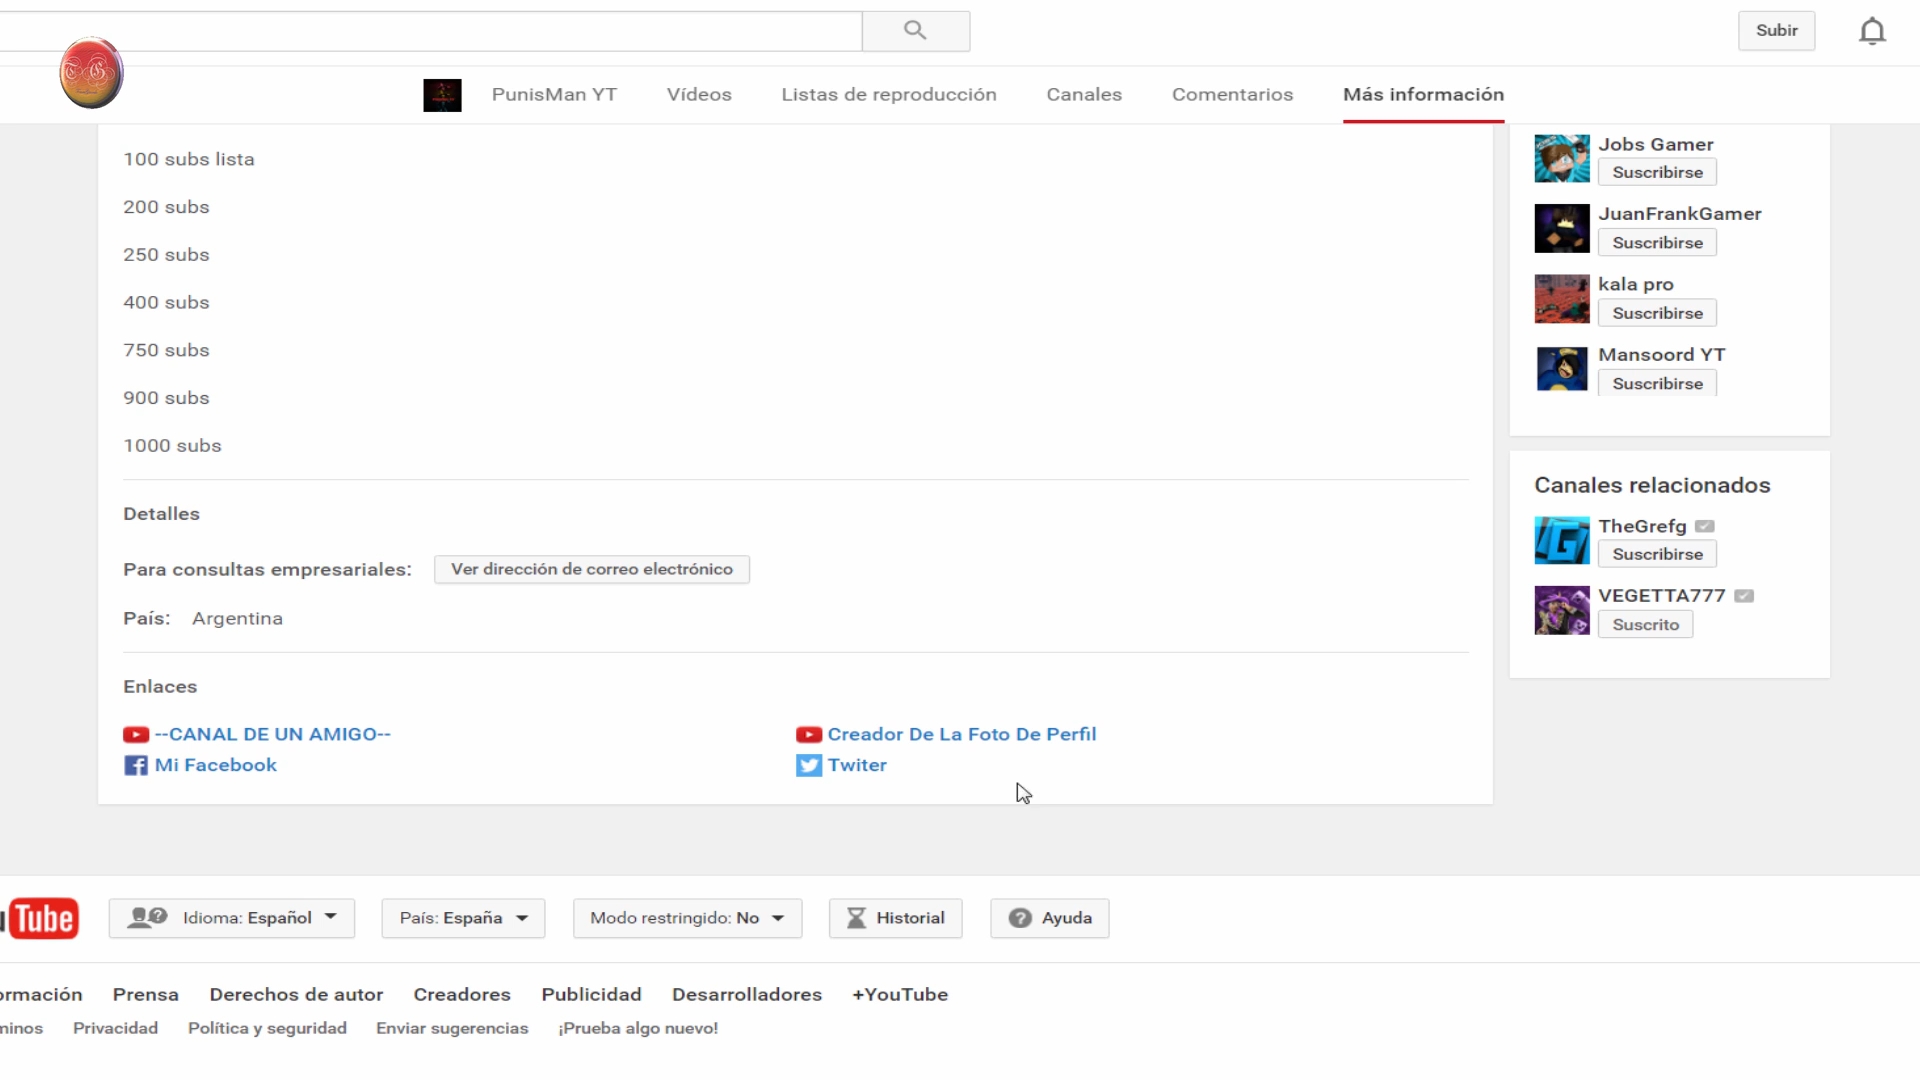 Subir
PunisMan YT Vídeos Listas de reproducción Canales Comentarios Más información
100 subs lista
200 subs
250 subs
400 subs
750 subs
900 subs
1000 subs
Detalles
Para consultas empresariales: Ver dirección de correo electrónico
País: Argentina
Enlaces
--CANAL DE UN AMIGO--
Creador De La Foto De Perfil
Mi Facebook
Twiter
Jobs Gamer
Suscribirse
JuanFrankGamer
Suscribirse
kala pro
Suscribirse
Mansoord YT
Suscribirse
Canales relacionados
TheGrefg
Suscribirse
VEGETTA777
Suscrito
Tube Idioma: Español País: España Modo restringido: No Historial Ayuda
ormación Prensa Derechos de autor Creadores Publicidad Desarrolladores +YouTube
minos Privacidad Política y seguridad Enviar sugerencias ¡Prueba algo nuevo!